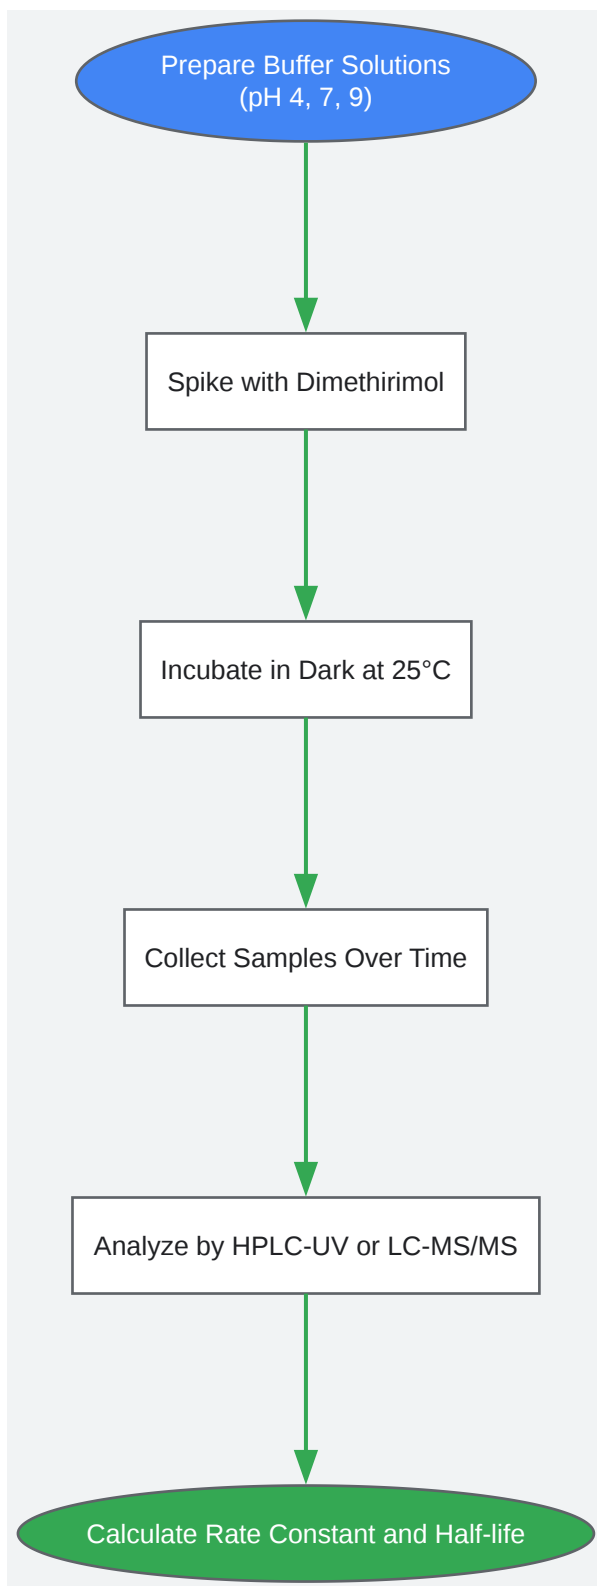 Prepare Buffer Solutions
(pH 4, 7, 9)
Spike with Dimethirimol
Incubate in Dark at 25°C
Collect Samples Over Time
Analyze by HPLC-UV or LC-MS/MS
Calculate Rate Constant and Half-life